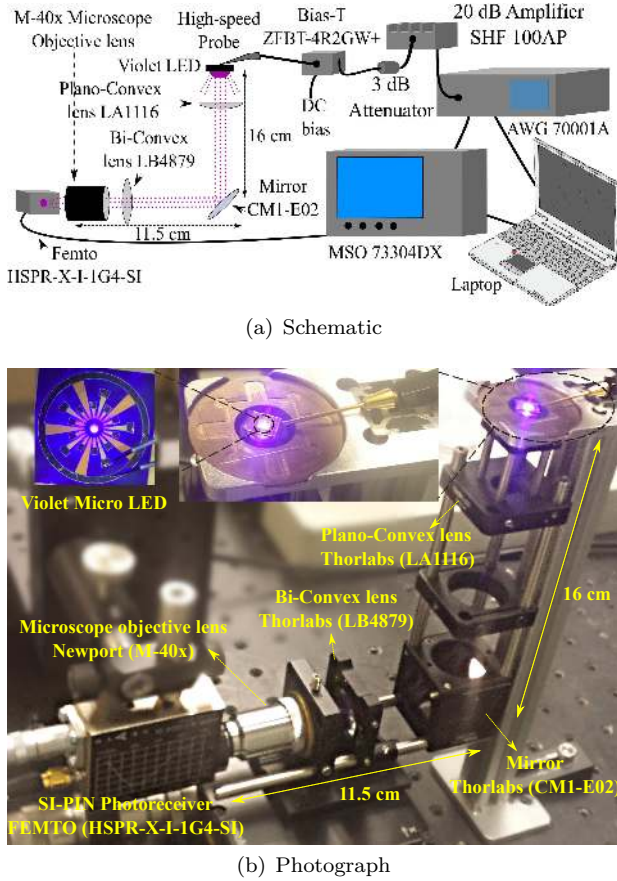 M-40x Microscope
Objective lens
High-speed
Probe
Bias-T
ZFBT-4R2GW+
20 dB Amplifier
SHF 100AP
Violet LED
Plano-Convex
lens LA1116
DC
bias
3 dB
Attenuator
AWG 70001A
Bi-Convex
lens LB4879
16 cm
Mirror
CM1-E02
11.5 cm
Femto
HSPR-X-I-1G4-SI
MSO 73304DX
Laptop
(a) Schematic
Violet Micro LED
Plano-Convex lens
Thorlabs (LA1116)
16 cm
Bi-Convex lens
Thorlabs (LB4879)
Microscope objective lens
Newport (M-40x)
Mirror
Thorlabs (CM1-E02)
11.5 cm
SI-PIN Photoreceiver
FEMTO (HSPR-X-I-1G4-SI)
(b) Photograph